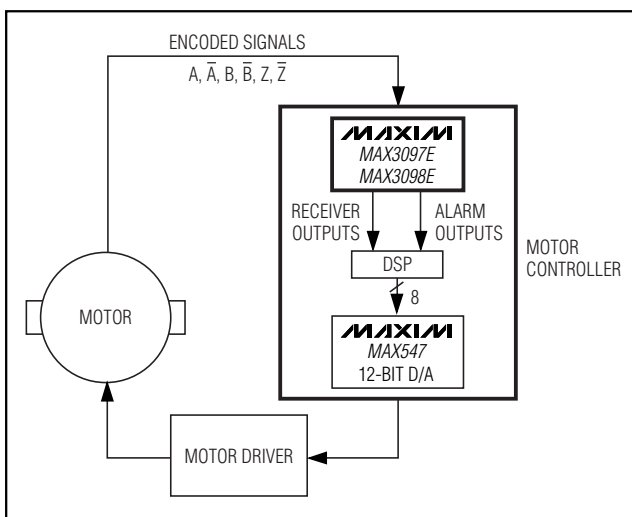 ENCODED SIGNALS
A, A̅, B, B̅, Z, Z̅
MAXIM
MAX3097E
MAX3098E
RECEIVER
OUTPUTS
ALARM
OUTPUTS
DSP
8
MOTOR
CONTROLLER
MAXIM
MAX547
12-BIT D/A
MOTOR
MOTOR DRIVER